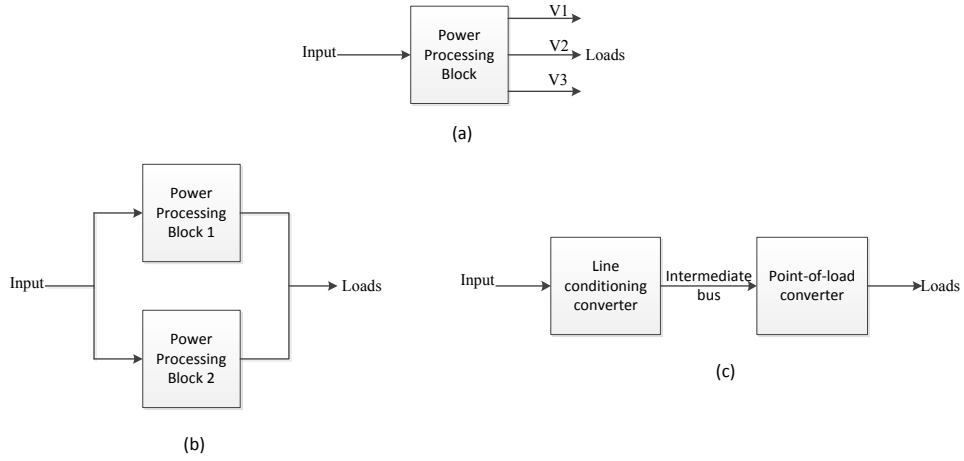 V1
Power
Processing
Block
Input
V2
Loads
V3
(a)
Power
Processing
Block 1
Input
Loads
Power
Processing
Block 2
(b)
Input
Line
conditioning
converter
Intermediate
bus
Point-of-load
converter
Loads
(c)